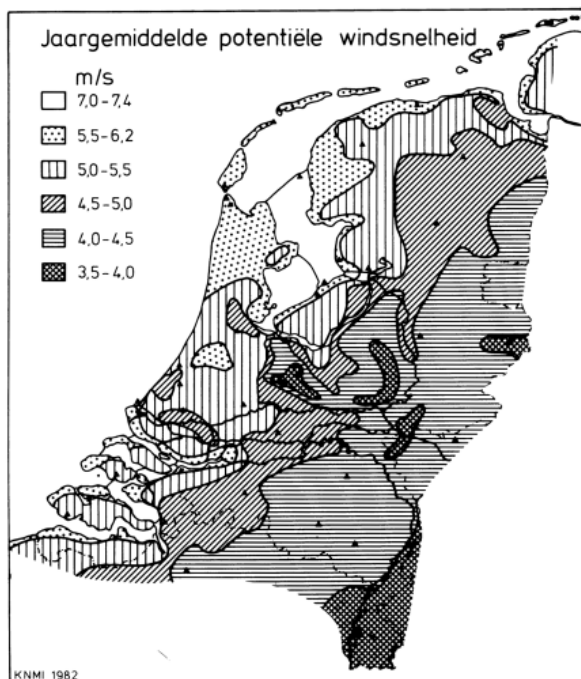 Jaargemiddelde potentiële windsnelheid
m/s
7,0-7,4
5,5-6,2
5,0-5,5
4,5-5,0
4,0-4,5
3,5-4,0
KNMI 1982